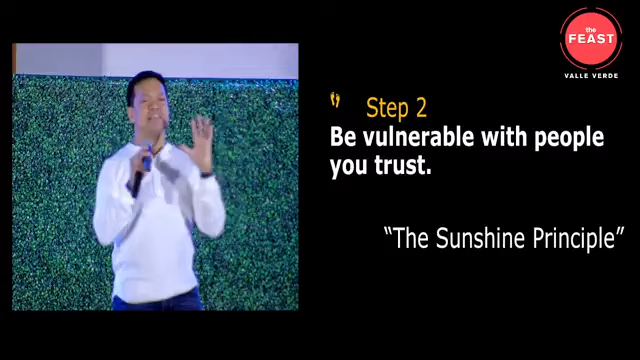 the
FEAST
VALLE VERDE
Step 2
Be vulnerable with people
you trust.
“The Sunshine Principle”